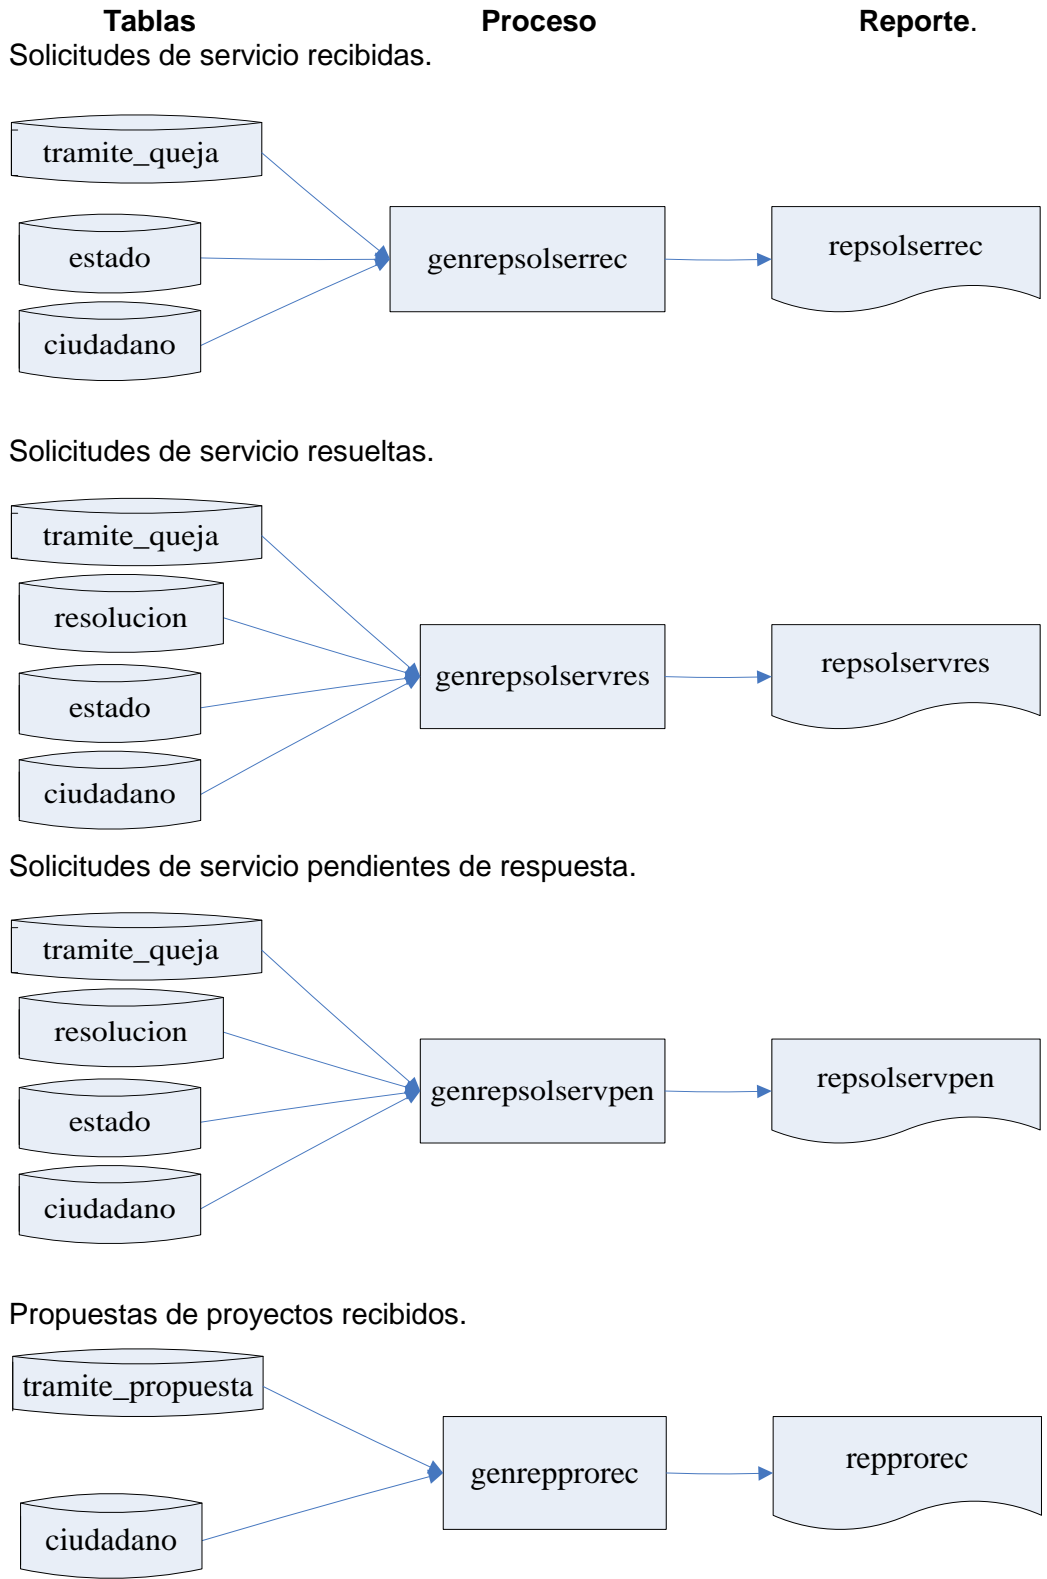 Tablas Proceso Reporte.
Solicitudes de servicio recibidas.
tramite_queja
estado
ciudadano
genrepsolserrec
repsolserrec
Solicitudes de servicio resueltas.
tramite_queja
resolucion
estado
ciudadano
genrepsolservres
repsolservres
Solicitudes de servicio pendientes de respuesta.
tramite_queja
resolucion
estado
ciudadano
genrepsolservpen
repsolservpen
Propuestas de proyectos recibidos.
tramite_propuesta
ciudadano
genrepprorec
repprorec